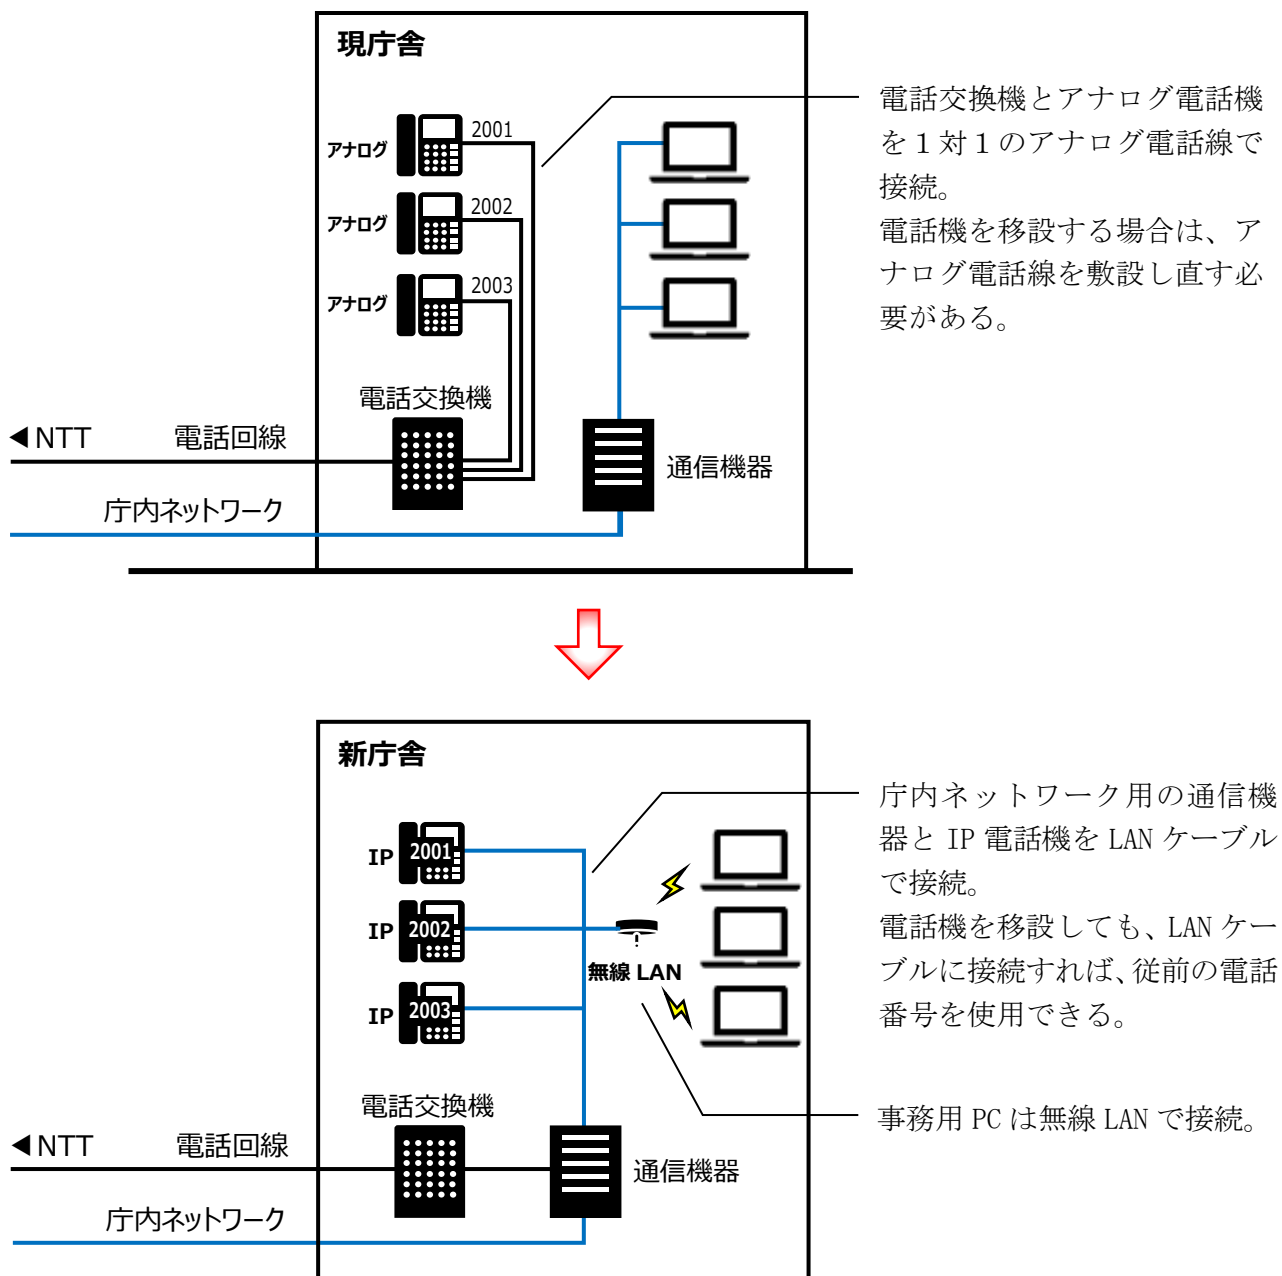 現庁舎
アナログ
2001
アナログ
2002
アナログ
2003
電話交換機
◀NTT 電話回線
通信機器
庁内ネットワーク
電話交換機とアナログ電話機
を１対１のアナログ電話線で
接続。
電話機を移設する場合は、ア
ナログ電話線を敷設し直す必
要がある。
新庁舎
IP 2001
IP 2002
IP 2003
無線 LAN
電話交換機
◀NTT 電話回線
通信機器
庁内ネットワーク
庁内ネットワーク用の通信機
器と IP 電話機を LAN ケーブル
で接続。
電話機を移設しても、LAN ケー
ブルに接続すれば、従前の電話
番号を使用できる。
事務用 PC は無線 LAN で接続。